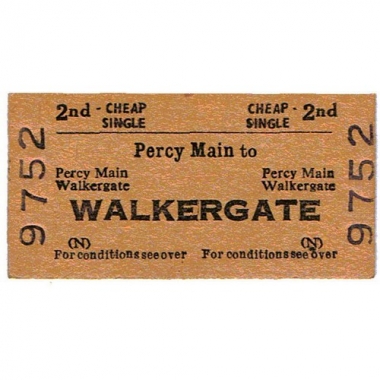 2nd - CHEAP SINGLE
CHEAP - 2nd SINGLE
Percy Main to
Percy Main
Walkergate
Percy Main
Walkergate
WALKERGATE
(N)
For conditions see over
(N)
For conditions see over
9752
9752